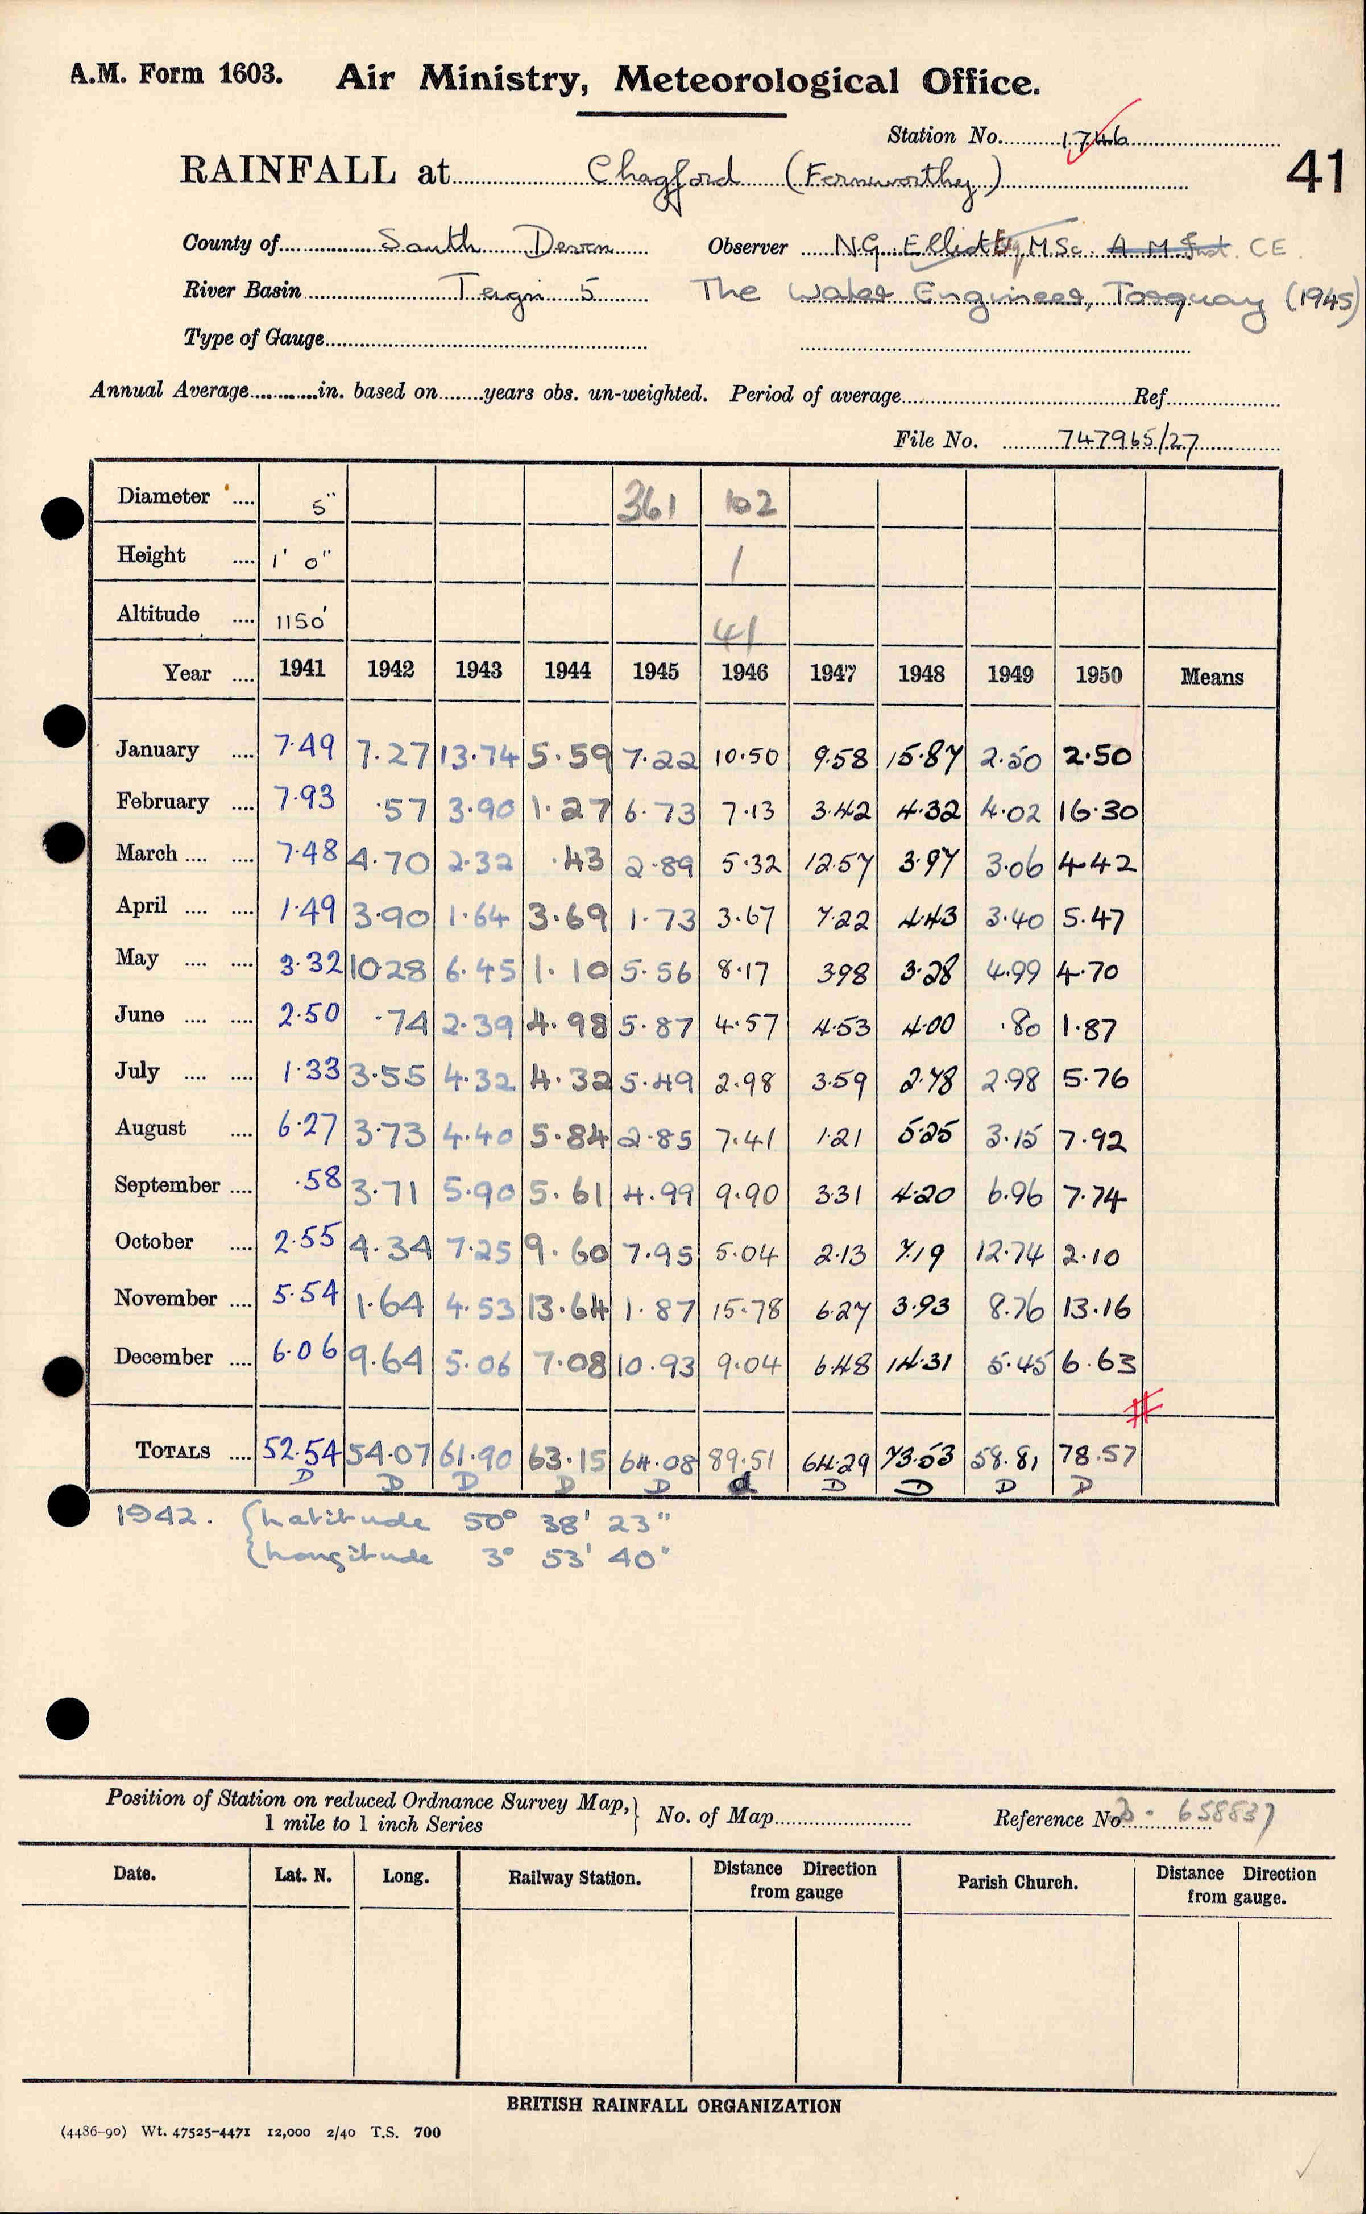 A.M. Form 1603. Air Ministry, Meteorological Office.
Station No. 1746
41
RAINFALL at Chagford (Fernworthy)
County of South Devon Observer N.G. Elliot Esq M.Sc. A M Inst. CE.
River Basin Teign 5 The Water Engineer, Torquay (1945)
Type of Gauge
Annual Average in. based on years obs. un-weighted. Period of average Ref
File No. 747965/27
Diameter 5" 361 102
Height 1' 0" 1
Altitude 1150' 41
Year 1941 1942 1943 1944 1945 1946 1947 1948 1949 1950 Means
January 7.49 7.27 13.74 5.59 7.22 10.50 9.58 15.87 2.50 2.50
February 7.93 .57 3.90 1.27 6.73 7.13 3.42 4.32 4.02 16.30
March 7.48 4.70 2.32 .43 2.89 5.32 12.57 3.97 3.06 4.42
April 1.49 3.90 1.64 3.69 1.73 3.67 7.22 4.43 3.40 5.47
May 3.32 10.28 6.45 1.10 5.56 8.17 3.98 3.28 4.99 4.70
June 2.50 .74 2.39 4.98 5.87 4.57 4.53 4.00 .80 1.87
July 1.33 3.55 4.32 4.32 5.49 2.98 3.59 2.78 2.98 5.76
August 6.27 3.73 4.40 5.84 2.85 7.41 1.21 5.25 3.15 7.92
September .58 3.71 5.90 5.61 4.99 9.90 3.31 4.20 6.96 7.74
October 2.55 4.34 7.25 9.60 7.95 5.04 2.13 7.19 12.74 2.10
November 5.54 1.64 4.53 13.64 1.87 15.78 6.27 3.93 8.76 13.16
December 6.06 9.64 5.06 7.08 10.93 9.04 6.48 14.31 5.45 6.63
#
TOTALS 52.54 54.07 61.90 63.15 64.08 89.51 64.29 73.53 58.81 78.57
D D D D D d D D D D
1942. { Latitude 50° 38' 23"
{ Longitude 3° 53' 40"
Position of Station on reduced Ordnance Survey Map, 1 mile to 1 inch Series } No. of Map Reference No. 658837
Date. Lat. N. Long. Railway Station. Distance Direction from gauge Parish Church. Distance Direction from gauge.
BRITISH RAINFALL ORGANIZATION
(4486-90) Wt. 47525-4471 12,000 2/40 T.S. 700